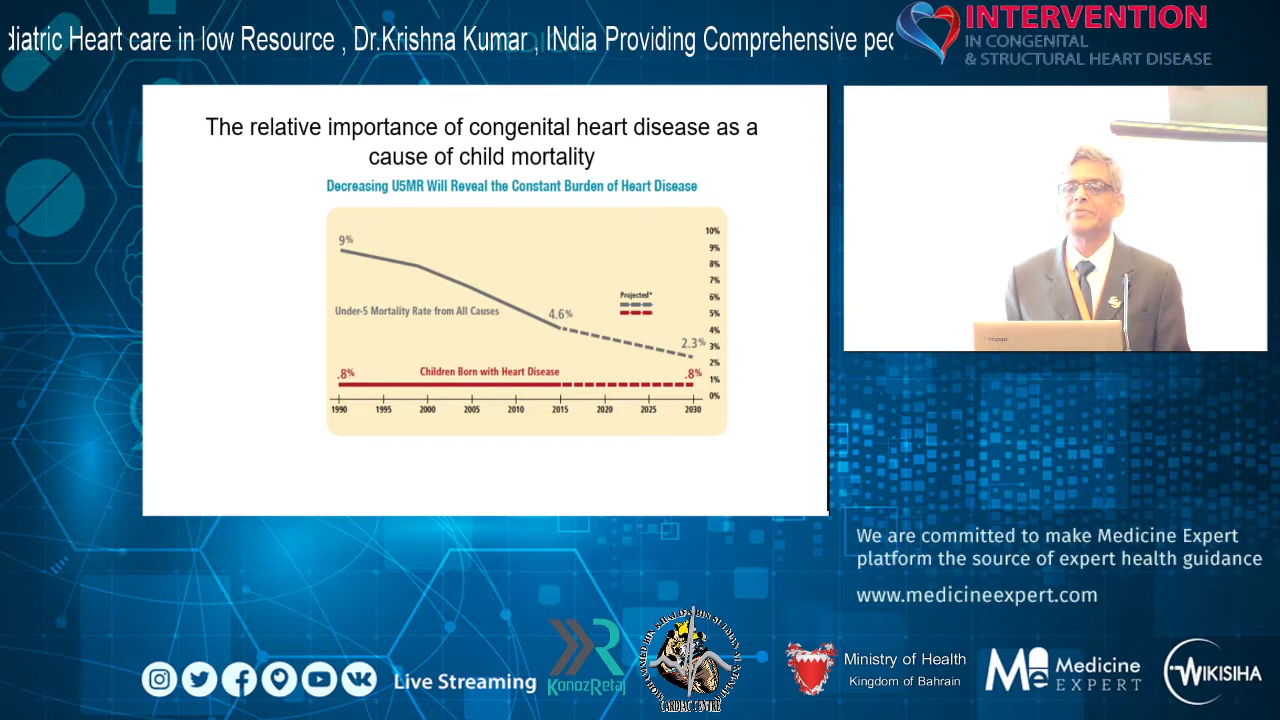 diatric Heart care in low Resource , Dr.Krishna Kumar , INdia Providing Comprehensive pec
INTERVENTION
IN CONGENITAL
& STRUCTURAL HEART DISEASE
The relative importance of congenital heart disease as a
cause of child mortality
Decreasing U5MR Will Reveal the Constant Burden of Heart Disease
10%
9%
8%
7%
6%
5%
4%
3%
2%
1%
0%
9%
Projected*
Under-5 Mortality Rate from All Causes
4.6%
2.3%
.8%
Children Born with Heart Disease
.8%
1990 1995 2000 2005 2010 2015 2020 2025 2030
We are committed to make Medicine Expert
platform the source of expert health guidance
www.medicineexpert.com
Live Streaming
KanozRetaj
CARDIAC CENTRE
Ministry of Health
Kingdom of Bahrain
Me
Medicine
EXPERT
WIKISIHA